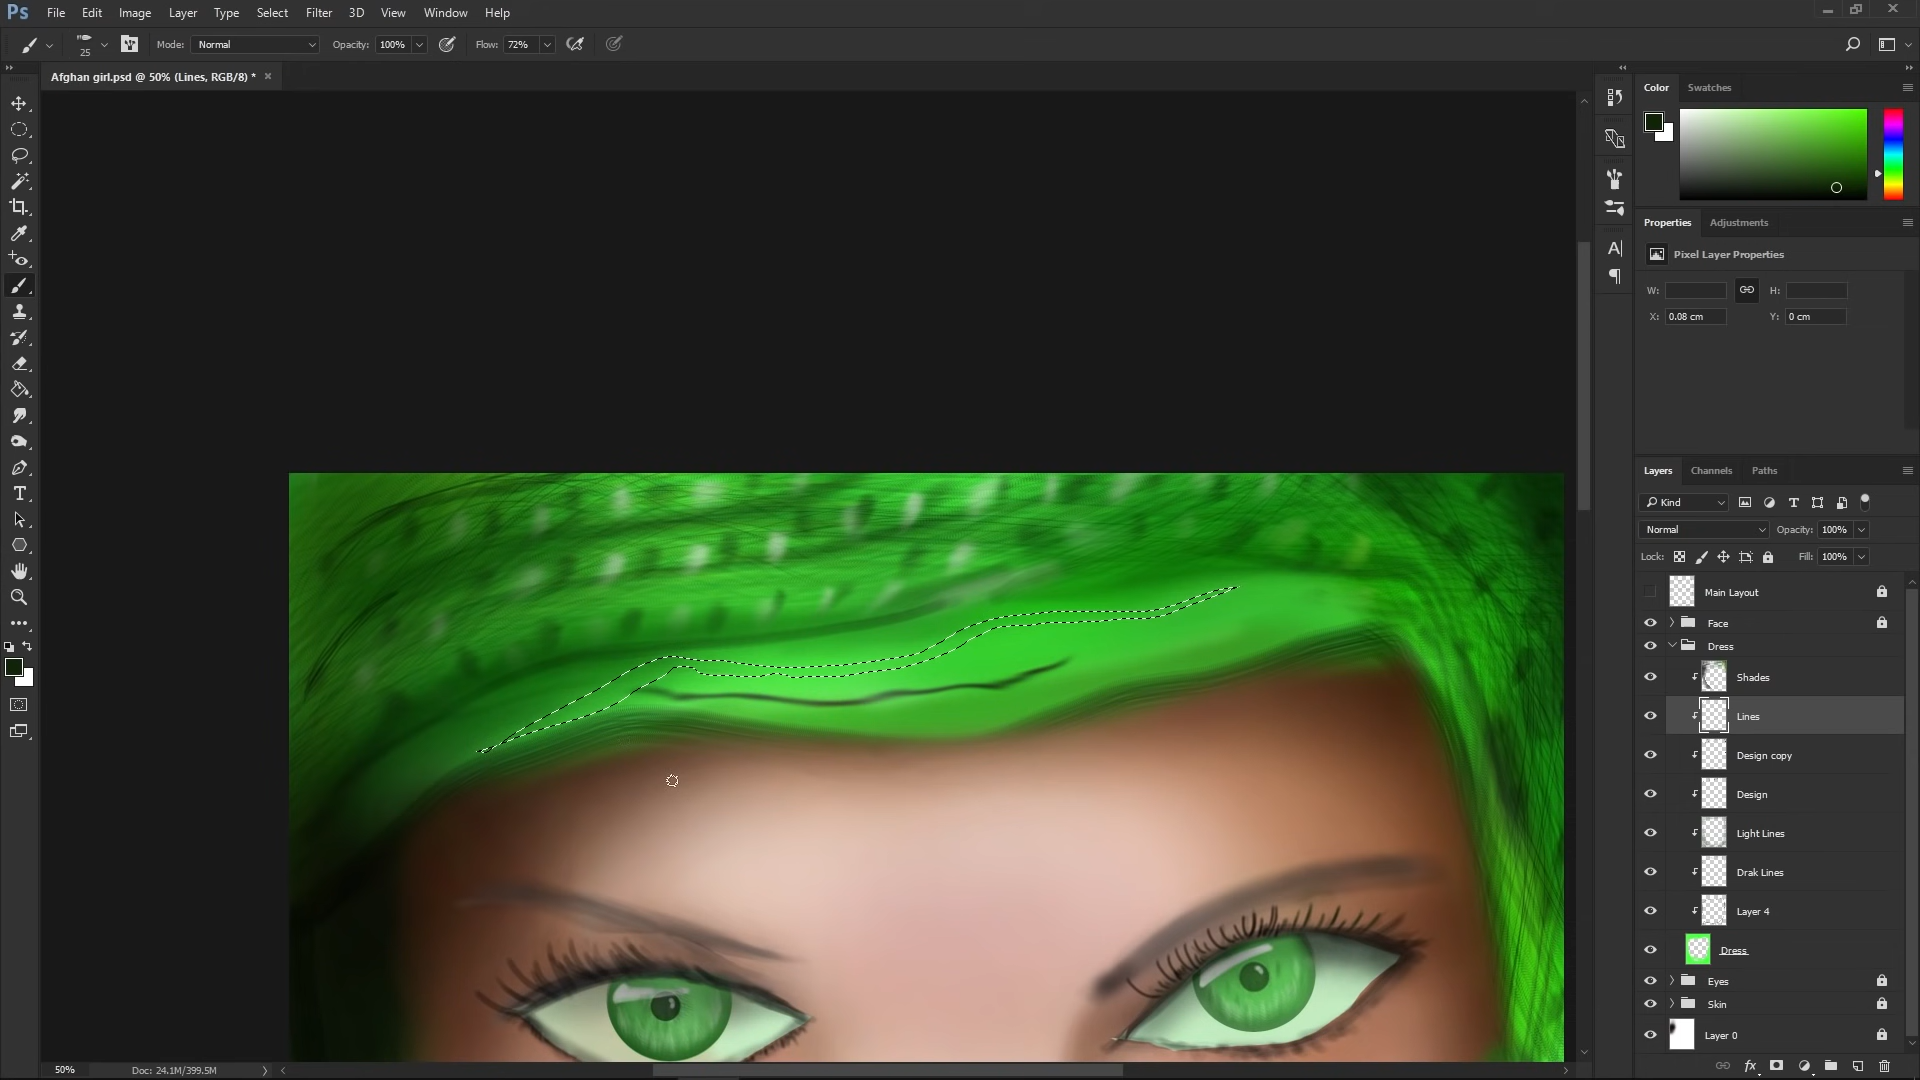 Ps File Edit Image Layer Type Select Filter 3D View Window Help
25 Mode: Normal Opacity: 100% Flow: 72%
Afghan girl.psd @ 50% (Lines, RGB/8) * ×
Color Swatches
Properties Adjustments
Pixel Layer Properties
W: H:
X: 0.08 cm Y: 0 cm
Layers Channels Paths
Kind
Normal Opacity: 100%
Lock: Fill: 100%
Main Layout
Face
Dress
Shades
Lines
Design copy
Design
Light Lines
Drak Lines
Layer 4
Dress
Eyes
Skin
Layer 0
fx
50% Doc: 24.1M/399.5M